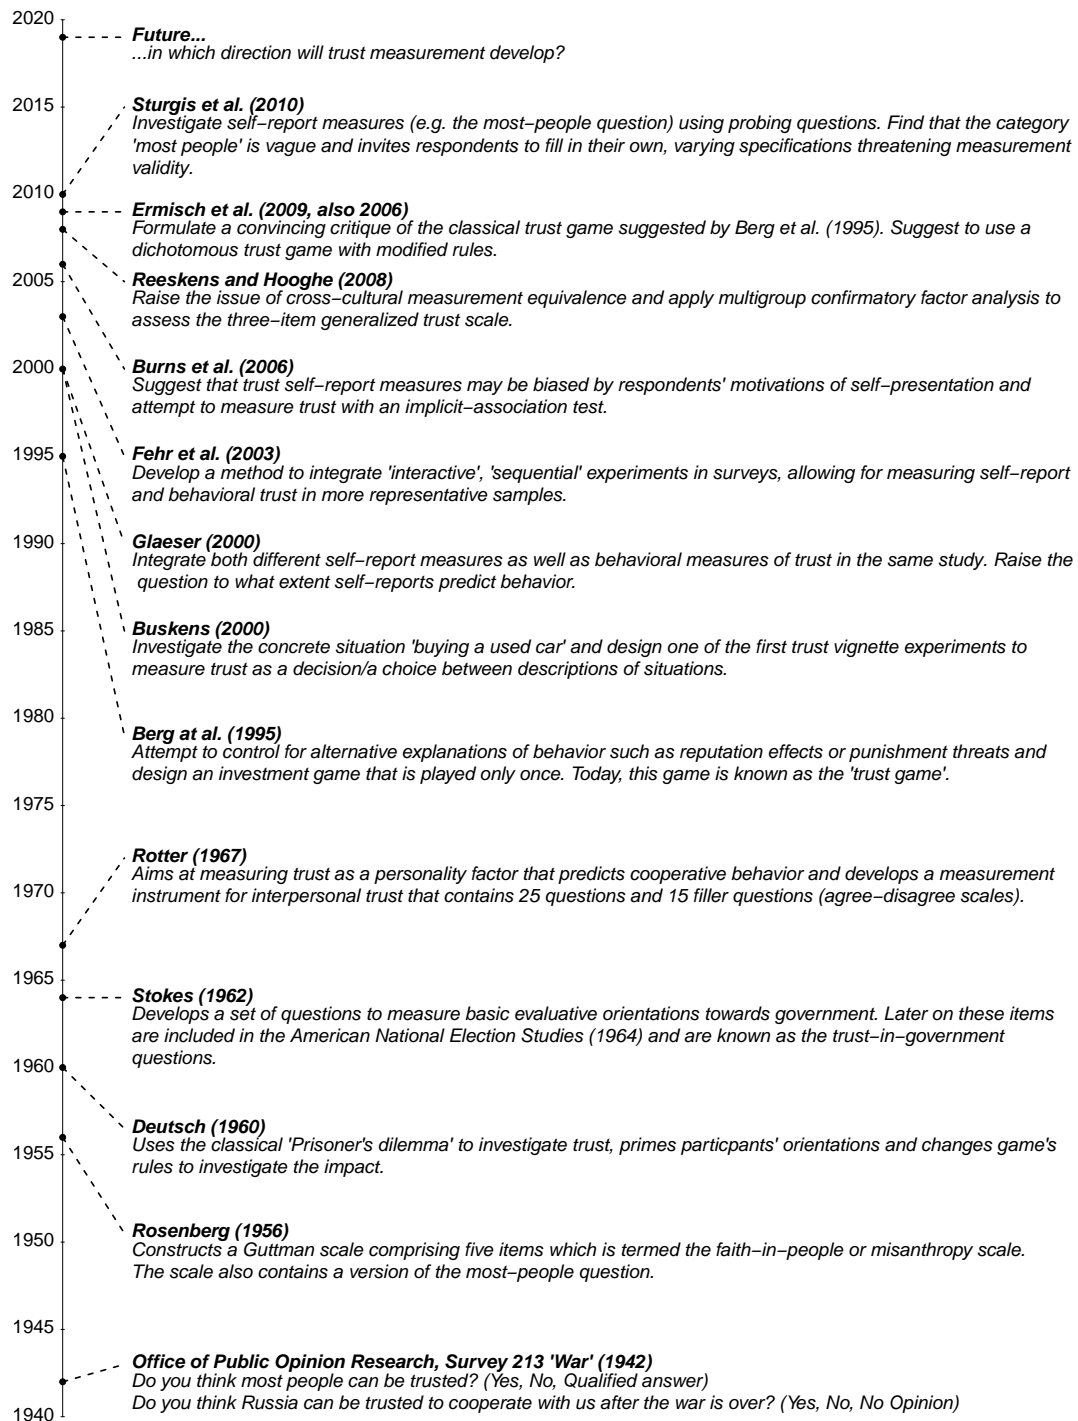 2020
Future...
...in which direction will trust measurement develop?
2015
Sturgis et al. (2010)
Investigate self−report measures (e.g. the most−people question) using probing questions. Find that the category
'most people' is vague and invites respondents to fill in their own, varying specifications threatening measurement
validity.
2010
Ermisch et al. (2009, also 2006)
Formulate a convincing critique of the classical trust game suggested by Berg et al. (1995). Suggest to use a
dichotomous trust game with modified rules.
2005
Reeskens and Hooghe (2008)
Raise the issue of cross−cultural measurement equivalence and apply multigroup confirmatory factor analysis to
assess the three−item generalized trust scale.
2000
Burns et al. (2006)
Suggest that trust self−report measures may be biased by respondents' motivations of self−presentation and
attempt to measure trust with an implicit−association test.
1995
Fehr et al. (2003)
Develop a method to integrate 'interactive', 'sequential' experiments in surveys, allowing for measuring self−report
and behavioral trust in more representative samples.
1990
Glaeser (2000)
Integrate both different self−report measures as well as behavioral measures of trust in the same study. Raise the
question to what extent self−reports predict behavior.
1985
Buskens (2000)
Investigate the concrete situation 'buying a used car' and design one of the first trust vignette experiments to
measure trust as a decision/a choice between descriptions of situations.
1980
Berg at al. (1995)
Attempt to control for alternative explanations of behavior such as reputation effects or punishment threats and
design an investment game that is played only once. Today, this game is known as the 'trust game'.
1975
Rotter (1967)
Aims at measuring trust as a personality factor that predicts cooperative behavior and develops a measurement
1970
instrument for interpersonal trust that contains 25 questions and 15 filler questions (agree−disagree scales).
1965
Stokes (1962)
Develops a set of questions to measure basic evaluative orientations towards government. Later on these items
are included in the American National Election Studies (1964) and are known as the trust−in−government
questions.
1960
Deutsch (1960)
Uses the classical 'Prisoner's dilemma' to investigate trust, primes particpants' orientations and changes game's
1955
rules to investigate the impact.
Rosenberg (1956)
1950
Constructs a Guttman scale comprising five items which is termed the faith−in−people or misanthropy scale.
The scale also contains a version of the most−people question.
1945
Office of Public Opinion Research, Survey 213 'War' (1942)
Do you think most people can be trusted? (Yes, No, Qualified answer)
Do you think Russia can be trusted to cooperate with us after the war is over? (Yes, No, No Opinion)
1940